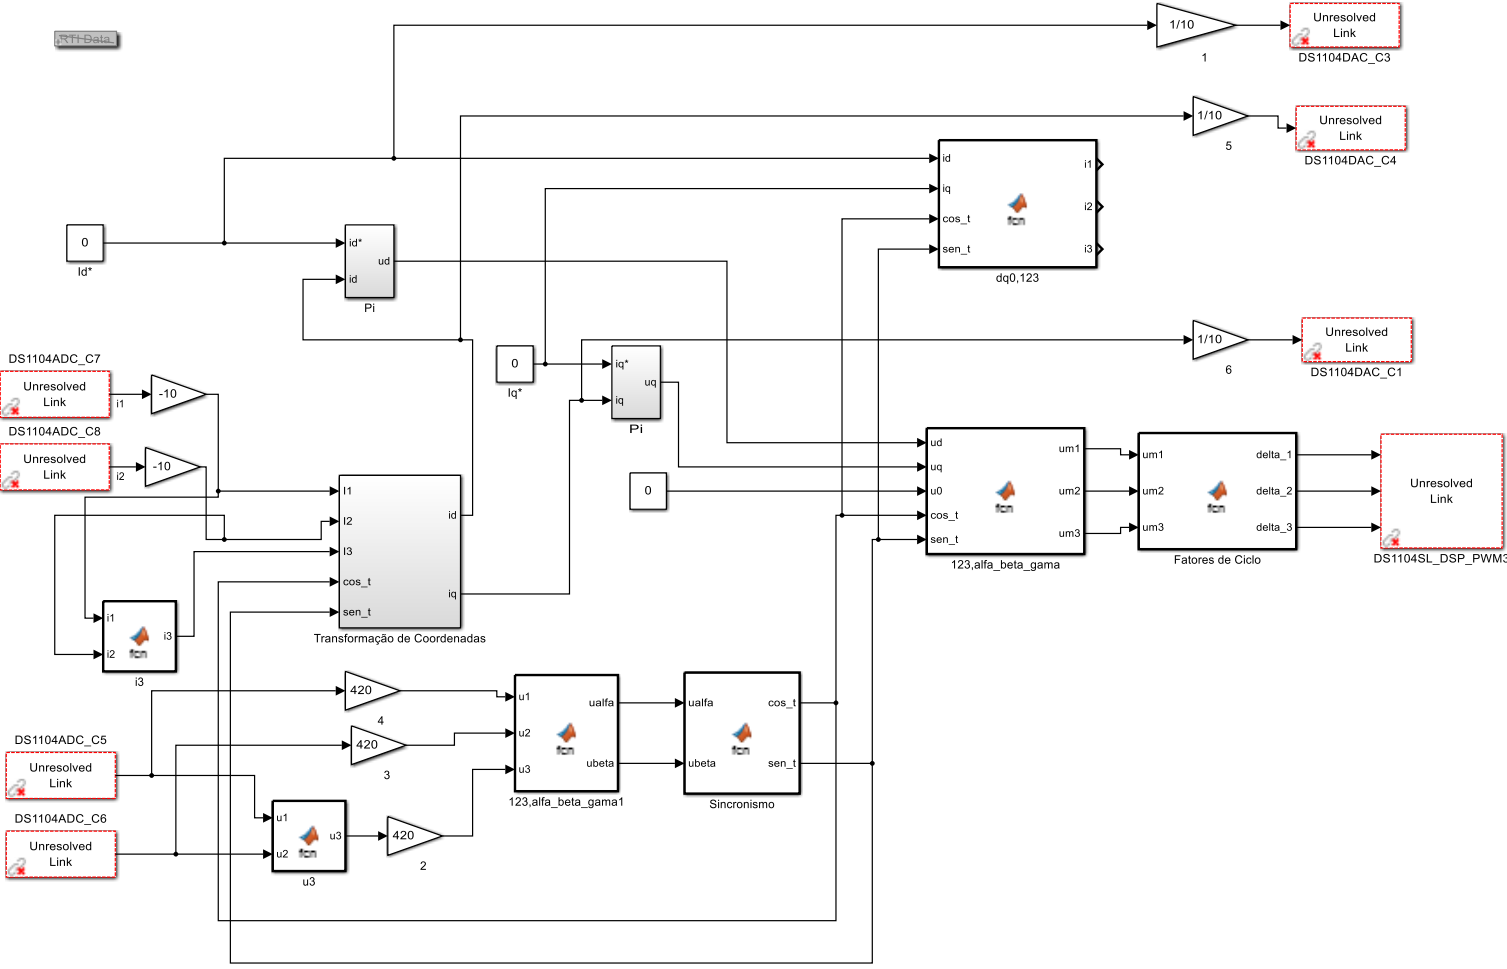 RTI Data
1/10
1
Unresolved
Link
DS1104DAC_C3
1/10
5
Unresolved
Link
DS1104DAC_C4
id
iq
cos_t
sen_t
fcn
i1
i2
i3
dq0,123
0
Id*
id*
id
ud
Pi
0
Iq*
iq*
iq
uq
Pi
1/10
6
Unresolved
Link
DS1104DAC_C1
DS1104ADC_C7
Unresolved
Link
i1
-10
DS1104ADC_C8
Unresolved
Link
i2
-10
I1
I2
I3
cos_t
sen_t
id
iq
Transformação de Coordenadas
0
ud
uq
u0
cos_t
sen_t
fcn
um1
um2
um3
123,alfa_beta_gama
um1
um2
um3
fcn
delta_1
delta_2
delta_3
Fatores de Ciclo
Unresolved
Link
DS1104SL_DSP_PWM3
i1
i2
fcn
i3
i3
420
4
420
3
DS1104ADC_C5
Unresolved
Link
DS1104ADC_C6
Unresolved
Link
u1
u2
fcn
u3
u3
420
2
u1
u2
u3
fcn
ualfa
ubeta
123,alfa_beta_gama1
ualfa
ubeta
fcn
cos_t
sen_t
Sincronismo